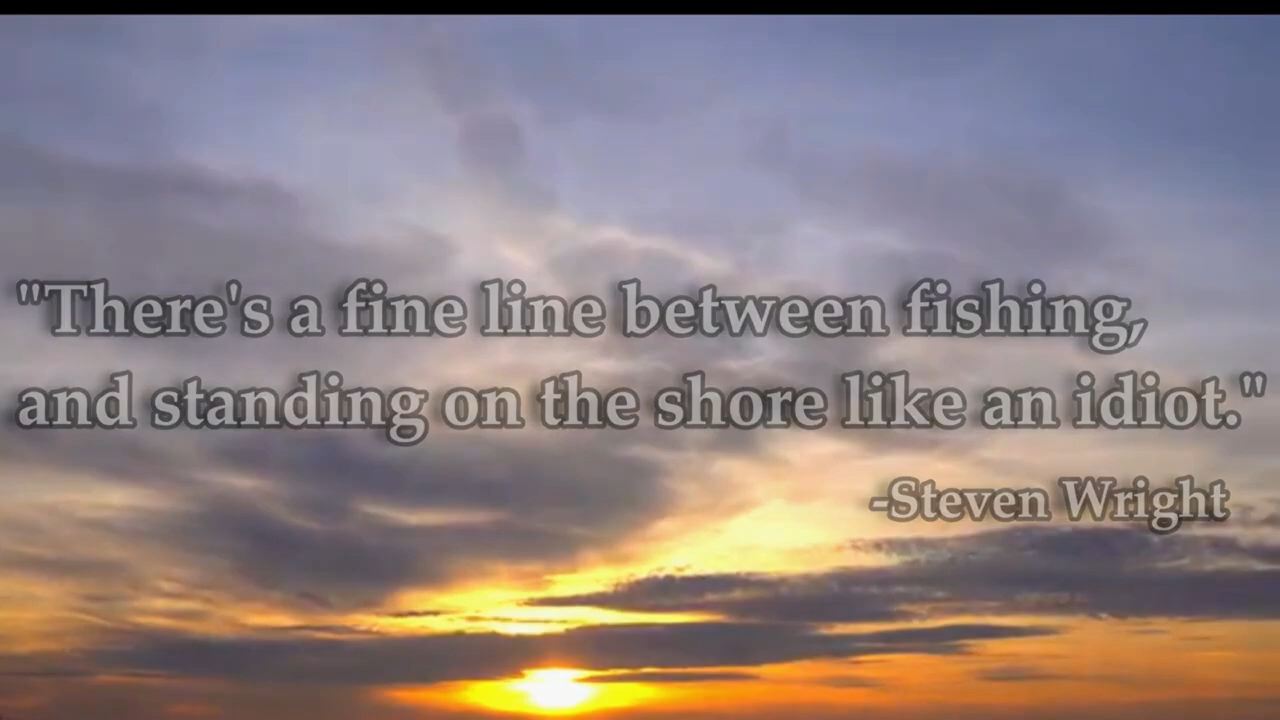 "There's a fine line between fishing,
and standing on the shore like an idiot."
-Steven Wright